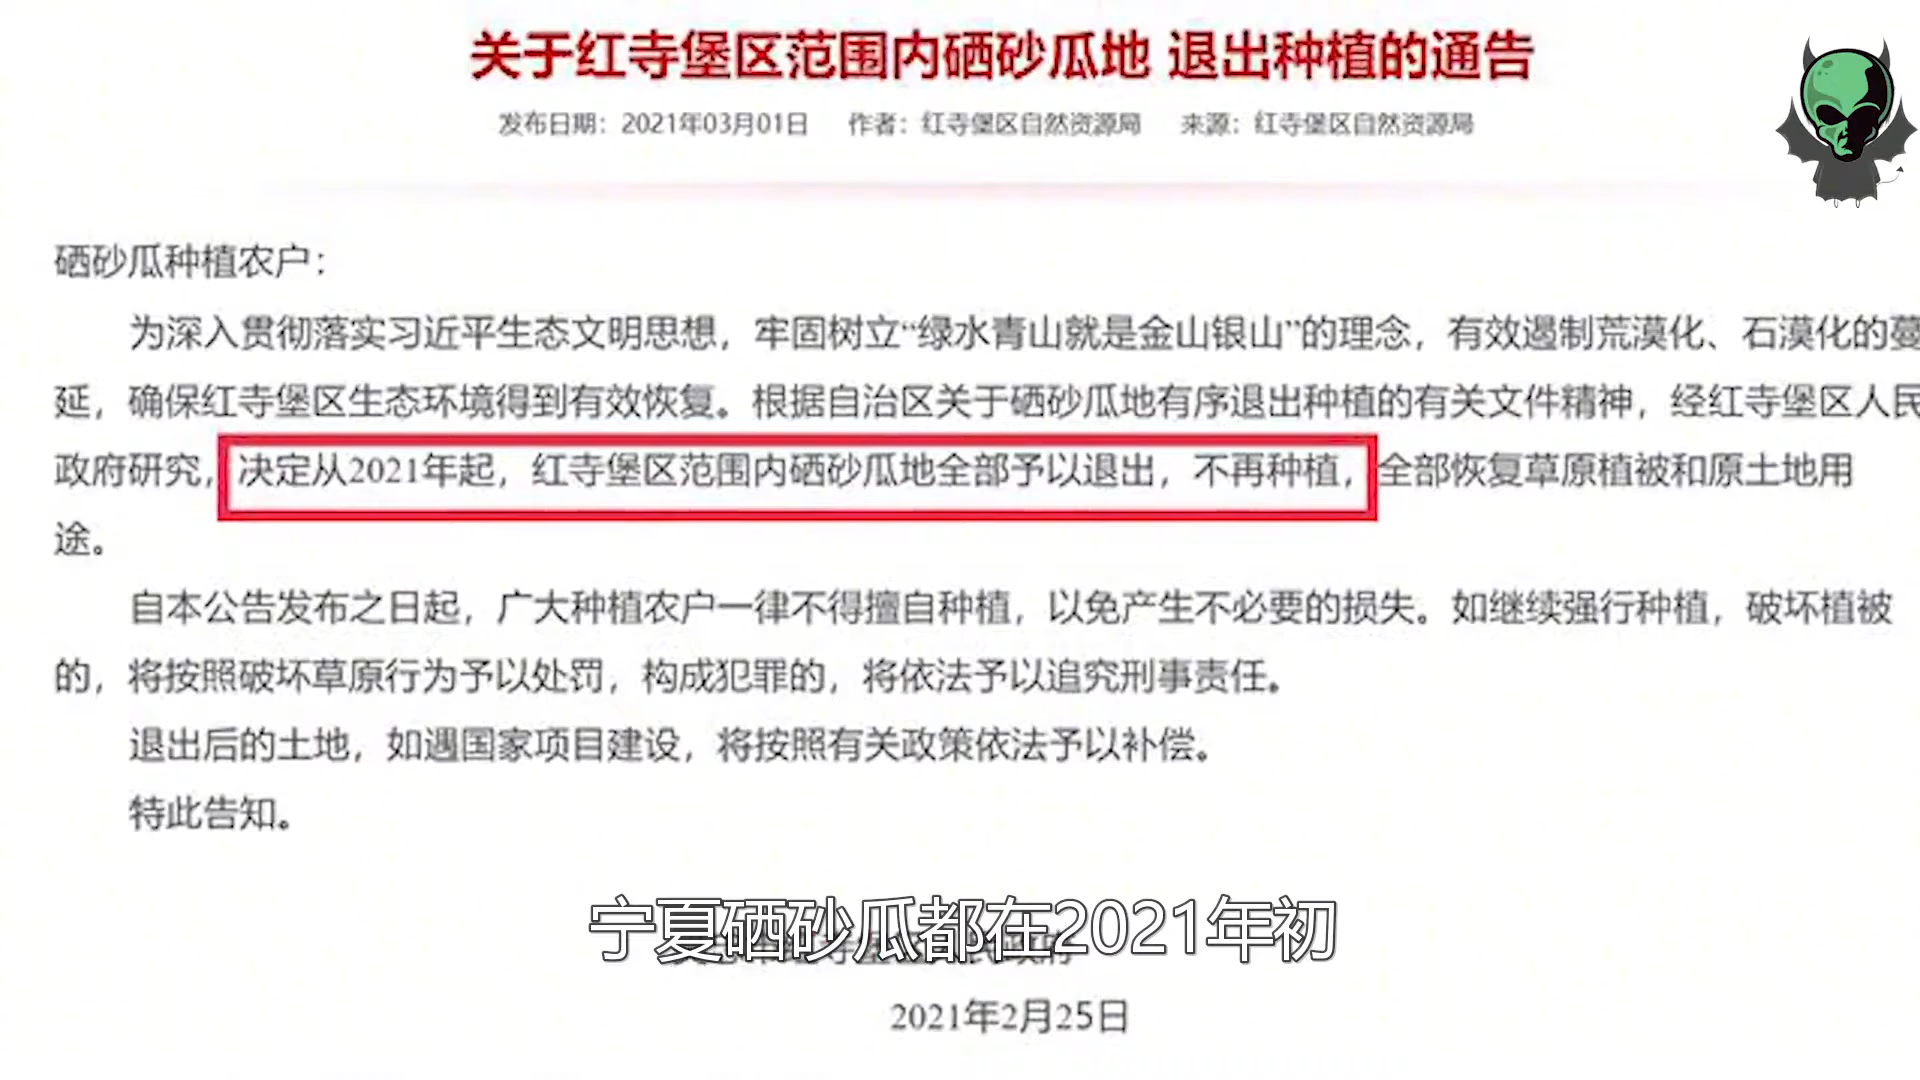 关于红寺堡区范围内硒砂瓜地 退出种植的通告
发布日期：2021年03月01日 作者：红寺堡区自然资源局 来源：红寺堡区自然资源局
硒砂瓜种植农户：
为深入贯彻落实习近平生态文明思想，牢固树立“绿水青山就是金山银山”的理念，有效遏制荒漠化、石漠化的蔓
延，确保红寺堡区生态环境得到有效恢复。根据自治区关于硒砂瓜地有序退出种植的有关文件精神，经红寺堡区人民
政府研究，决定从2021年起，红寺堡区范围内硒砂瓜地全部予以退出，不再种植，全部恢复草原植被和原土地用
途。
自本公告发布之日起，广大种植农户一律不得擅自种植，以免产生不必要的损失。如继续强行种植，破坏植被
的，将按照破坏草原行为予以处罚，构成犯罪的，将依法予以追究刑事责任。
退出后的土地，如遇国家项目建设，将按照有关政策依法予以补偿。
特此告知。
宁夏硒砂瓜都在2021年初
2021年2月25日